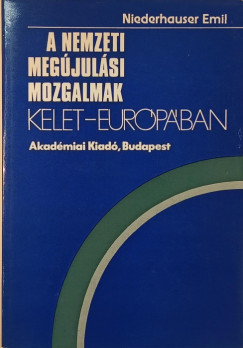 Niederhauser Emil
A NEMZETI
MEGÚJULÁSI
MOZGALMAK
KELET-EURÓPÁBAN
Akadémiai Kiadó, Budapest